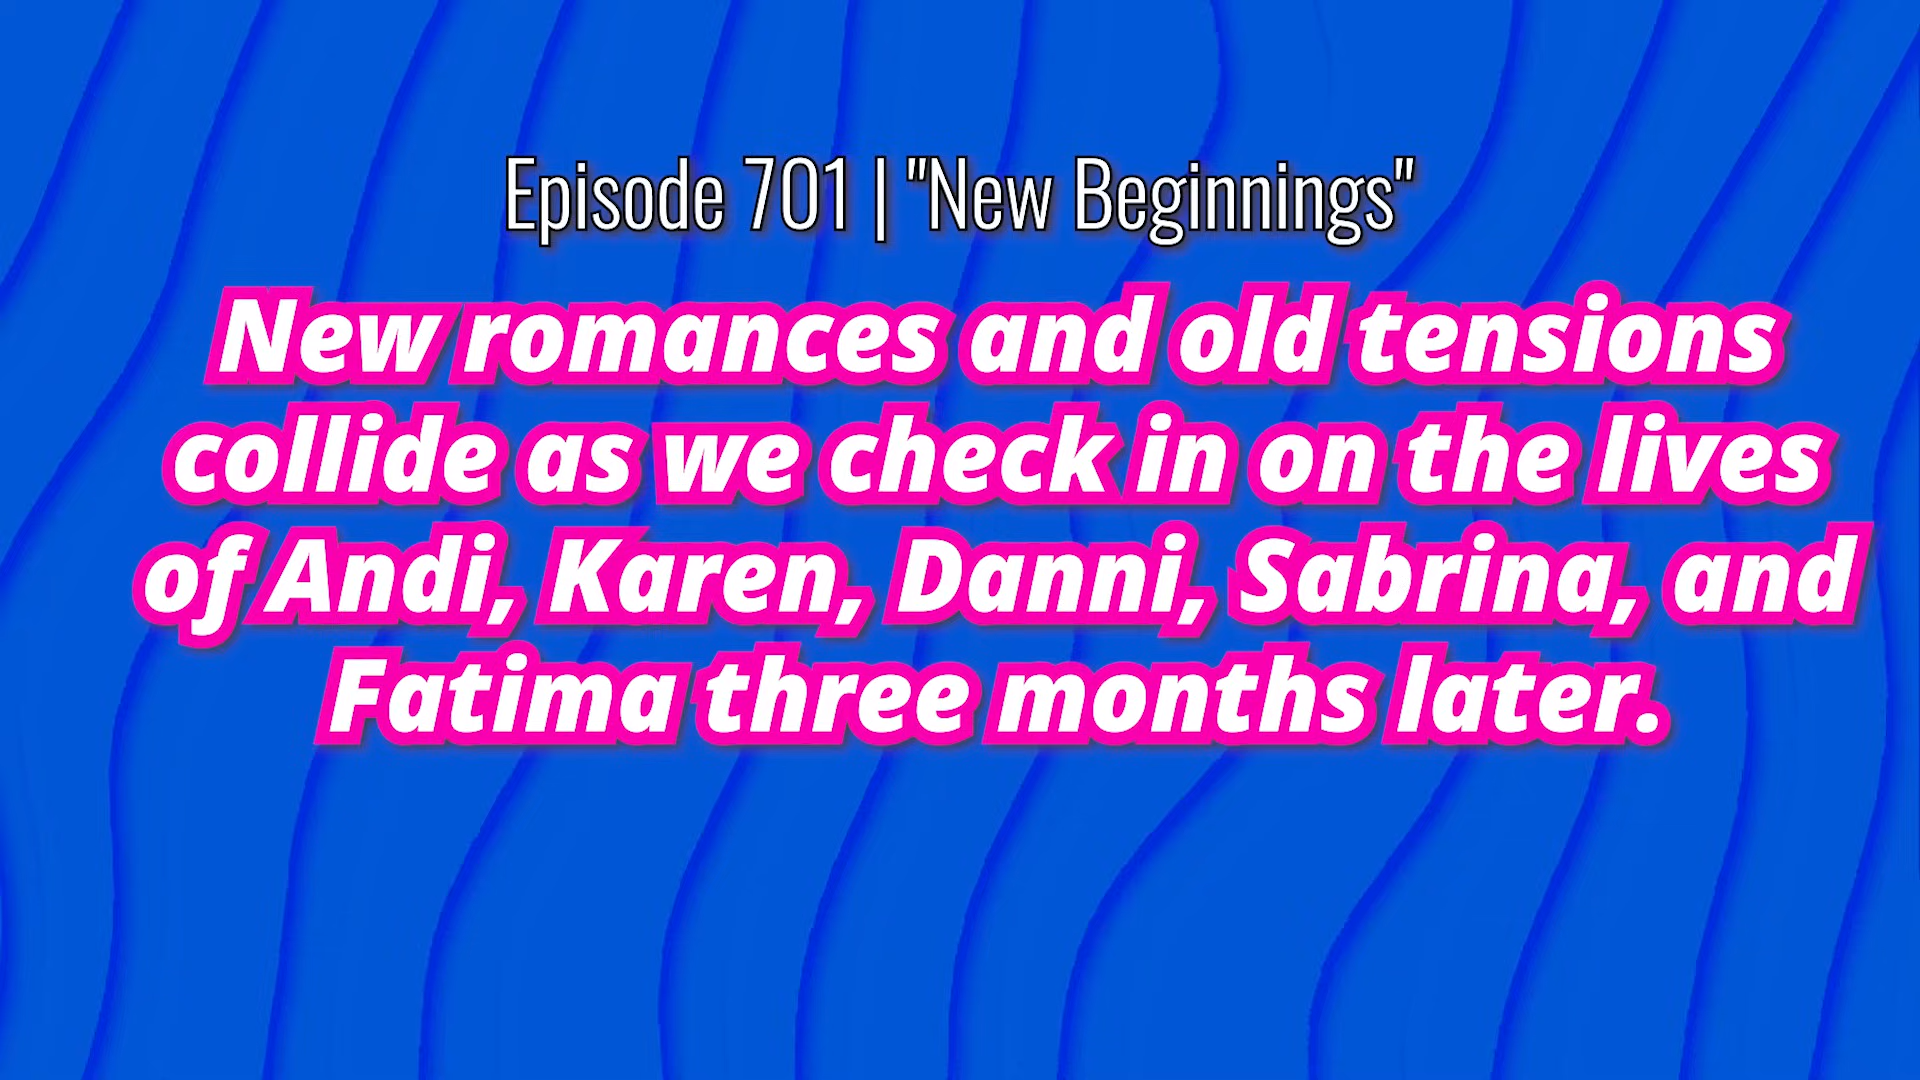 Episode 701 | "New Beginnings"
New romances and old tensions
collide as we check in on the lives
of Andi, Karen, Danni, Sabrina, and
Fatima three months later.